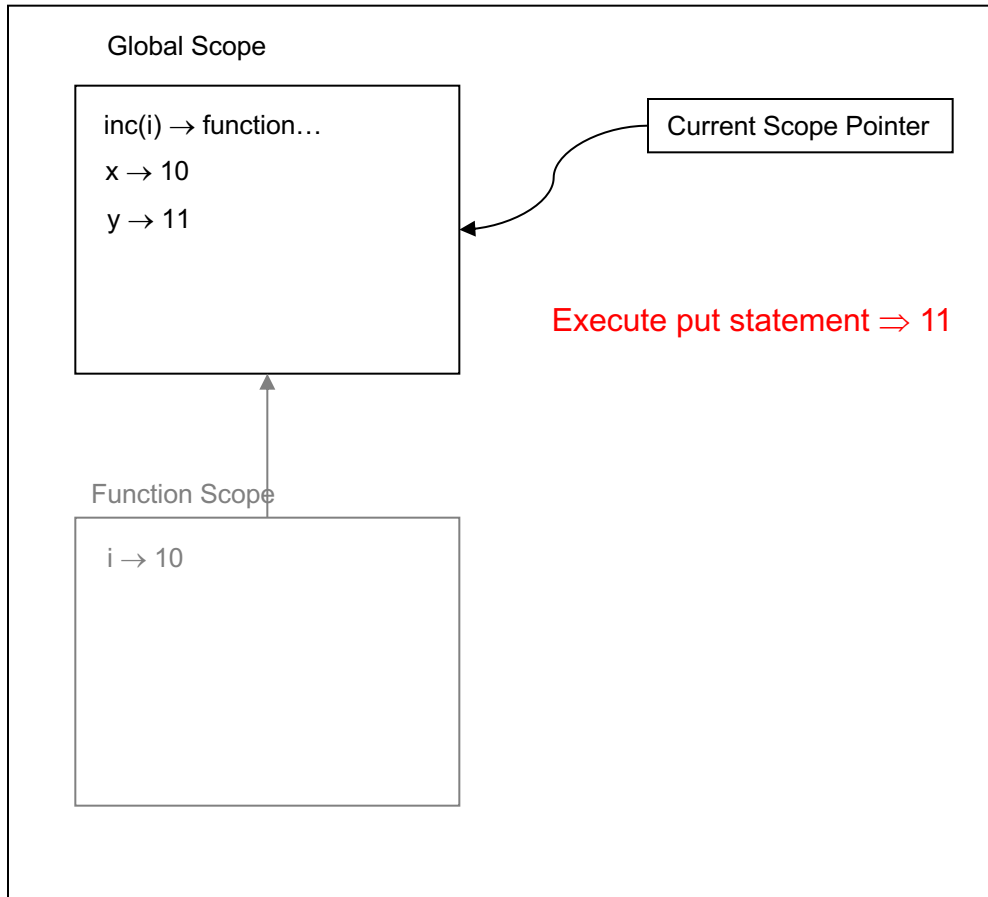 Global Scope
inc(i) → function…
x → 10
y → 11
Current Scope Pointer
Execute put statement ⇒ 11
Function Scope
i → 10